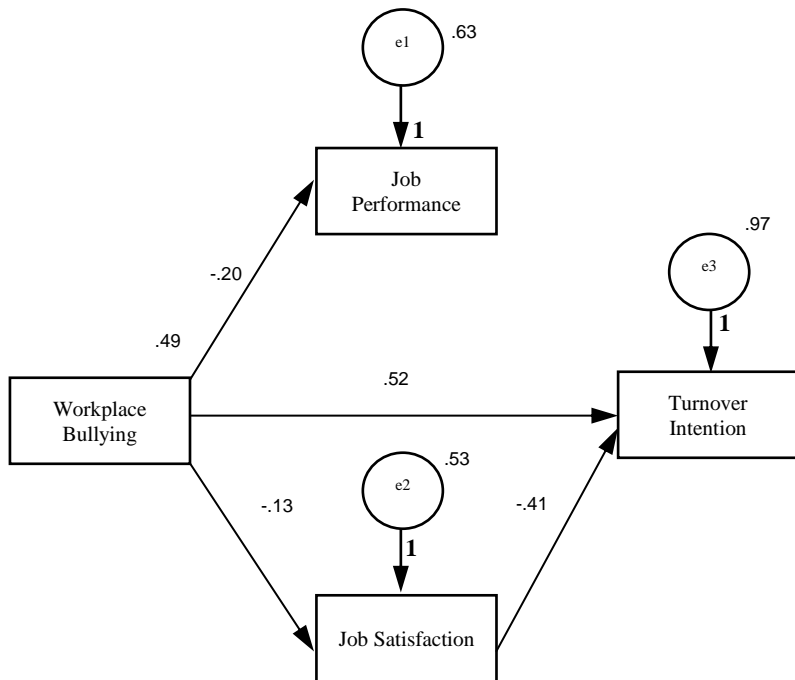 e1
.63
1
Job
Performance
.97
e3
-.20
1
.49
.52
Workplace
Bullying
Turnover
Intention
e2
.53
-.13
-.41
1
Job Satisfaction